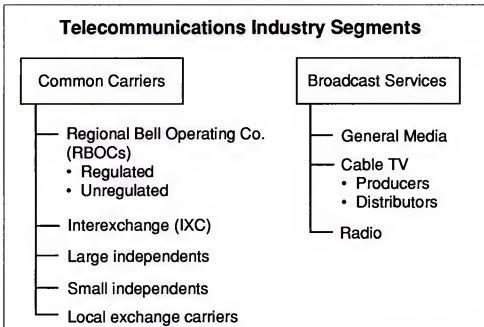 Telecommunications Industry Segments
Common Carriers
Regional Bell Operating Co.
(RBOCs)
• Regulated
• Unregulated
Interexchange (IXC)
Large independents
Small independents
Local exchange carriers
Broadcast Services
General Media
Cable TV
• Producers
• Distributors
Radio